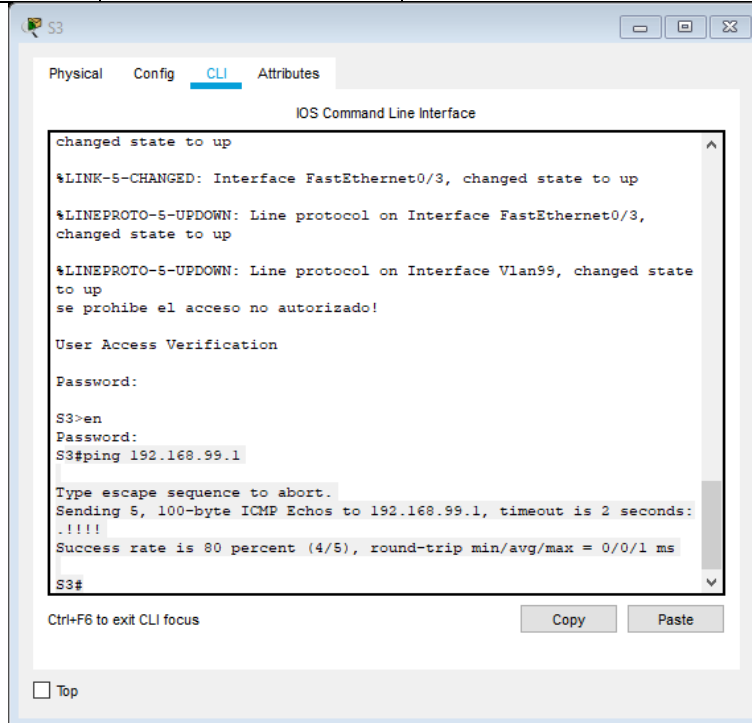 S3
Physical Config CLI Attributes
IOS Command Line Interface
changed state to up
%LINK-5-CHANGED: Interface FastEthernet0/3, changed state to up
%LINEPROTO-5-UPDOWN: Line protocol on Interface FastEthernet0/3,
changed state to up
%LINEPROTO-5-UPDOWN: Line protocol on Interface Vlan99, changed state
to up
se prohibe el acceso no autorizado!
User Access Verification
Password:
S3>en
Password:
S3#ping 192.168.99.1
Type escape sequence to abort.
Sending 5, 100-byte ICMP Echos to 192.168.99.1, timeout is 2 seconds:
.!!!!
Success rate is 80 percent (4/5), round-trip min/avg/max = 0/0/1 ms
S3#
Ctrl+F6 to exit CLI focus
Copy Paste
Top